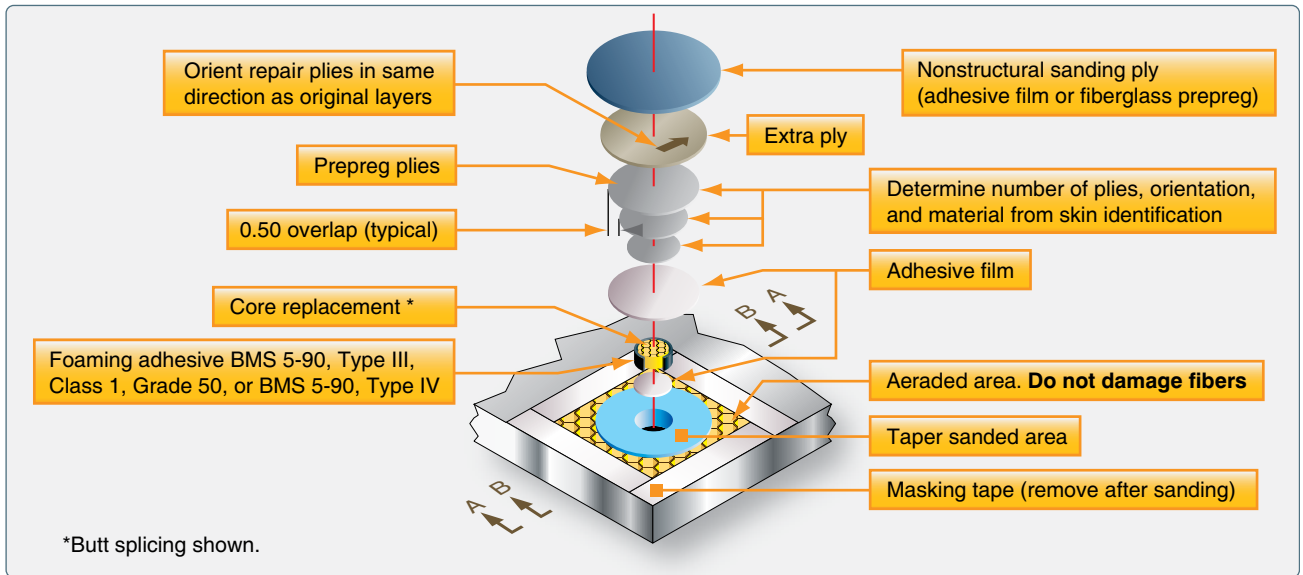 Orient repair plies in same
direction as original layers
Nonstructural sanding ply
(adhesive film or fiberglass prepreg)
Extra ply
Prepreg plies
Determine number of plies, orientation,
and material from skin identification
0.50 overlap (typical)
Adhesive film
Core replacement *
B
A
Foaming adhesive BMS 5-90, Type III,
Class 1, Grade 50, or BMS 5-90, Type IV
Aeraded area. Do not damage fibers
Taper sanded area
Masking tape (remove after sanding)
A
B
*Butt splicing shown.